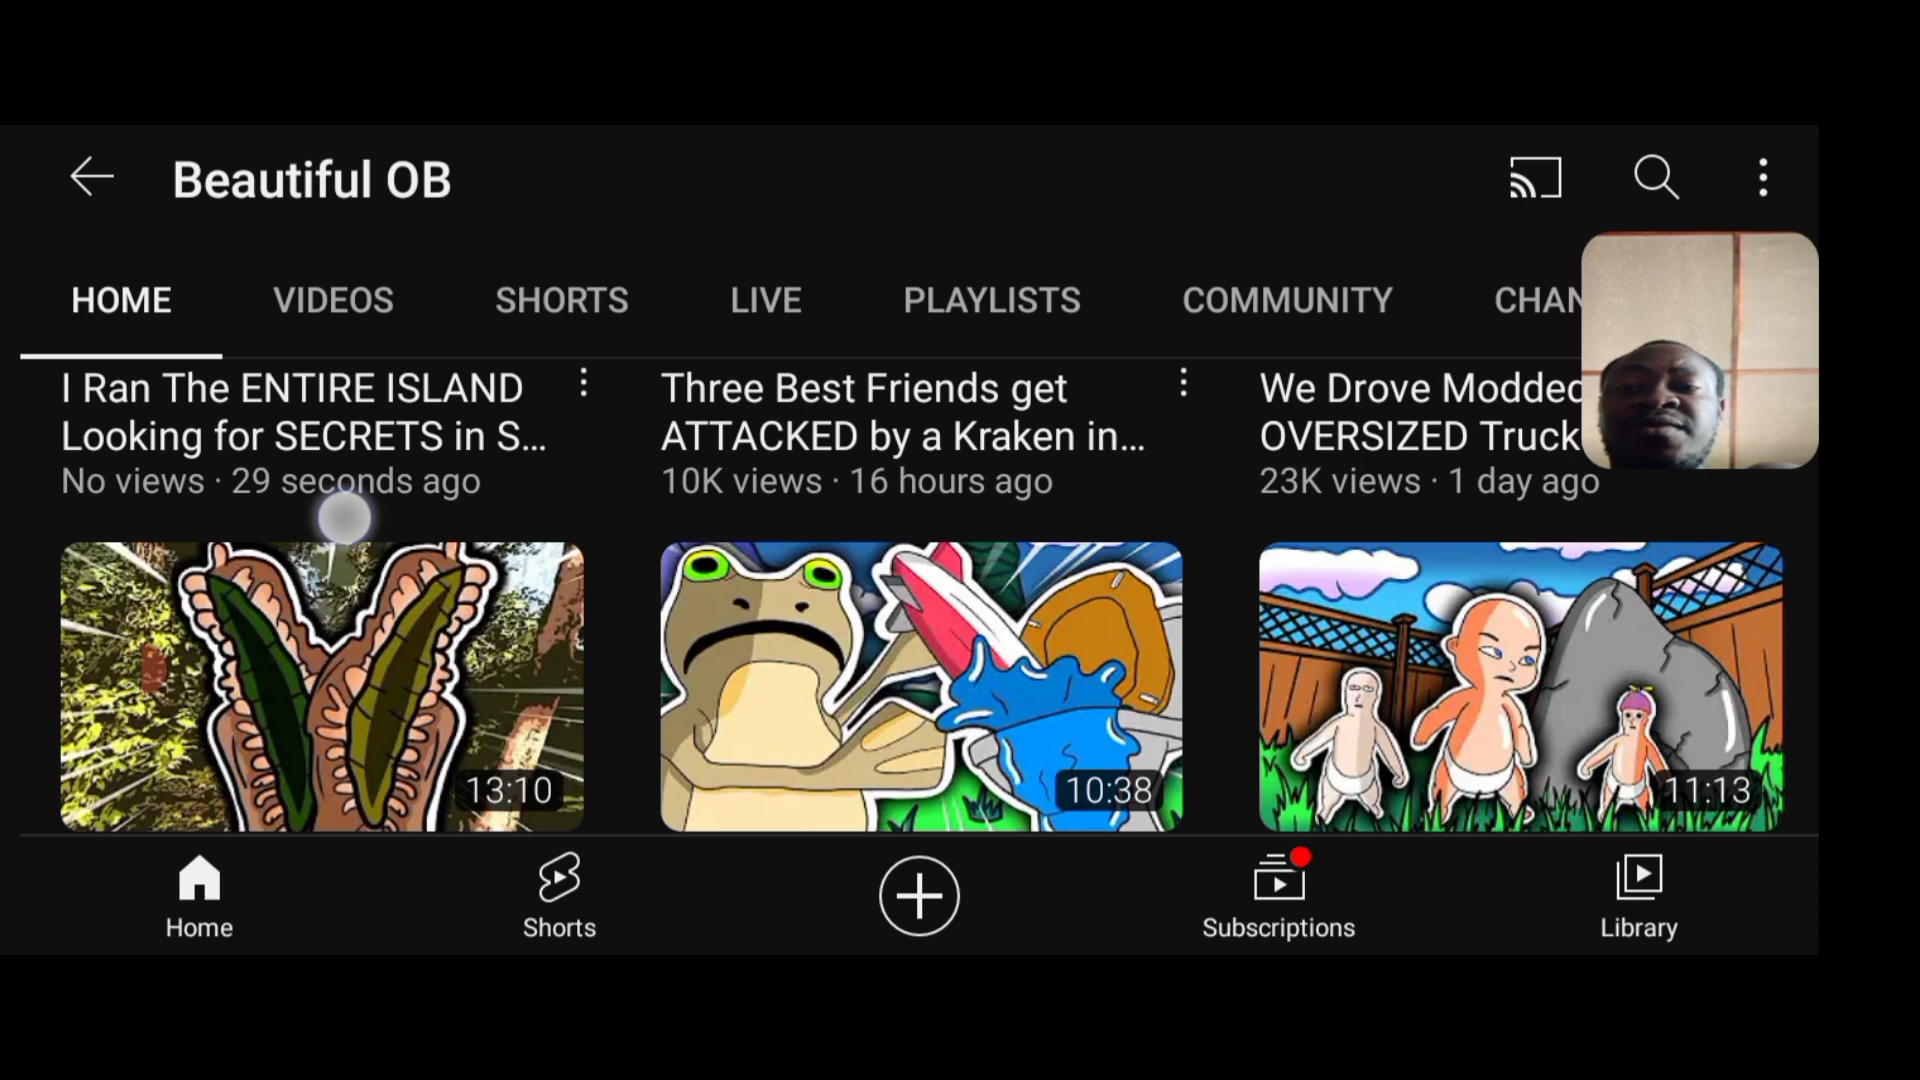 Beautiful OB
HOME VIDEOS SHORTS LIVE PLAYLISTS COMMUNITY CHAN
I Ran The ENTIRE ISLAND
Looking for SECRETS in S...
No views · 29 seconds ago
Three Best Friends get
ATTACKED by a Kraken in...
10K views · 16 hours ago
We Drove Modded
OVERSIZED Truck
23K views · 1 day ago
13:10
10:38
11:13
Home
Shorts
Subscriptions
Library